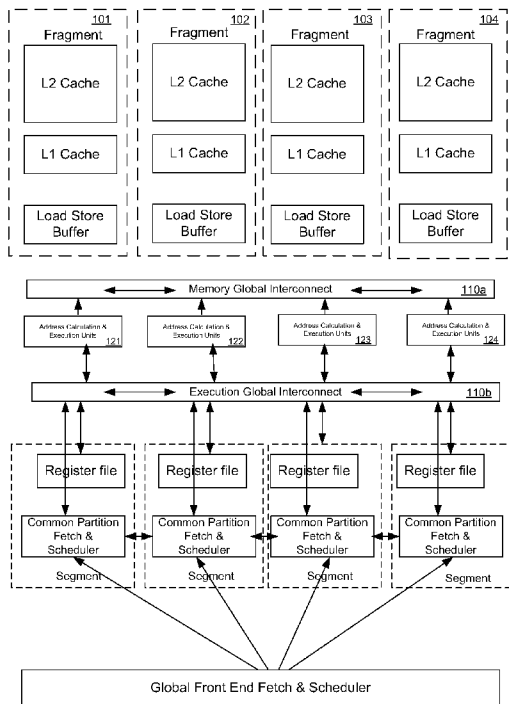 101 102 103 104
Fragment Fragment Fragment Fragment
L2 Cache L2 Cache L2 Cache L2 Cache
L1 Cache L1 Cache L1 Cache L1 Cache
Load Store Load Store Load Store Load Store
Buffer Buffer Buffer Buffer
Memory Global Interconnect 110a
Address Calculation & Address Calculation & Address Calculation & Address Calculation &
Execution Units 121 Execution Units 122 Execution Units 123 Execution Units 124
Execution Global Interconnect 110b
Register file Register file Register file Register file
Common Partition Common Partition Common Partition Common Partition
Fetch & Fetch & Fetch & Fetch &
Scheduler Scheduler Scheduler Scheduler
Segment Segment Segment Segment
Global Front End Fetch & Scheduler